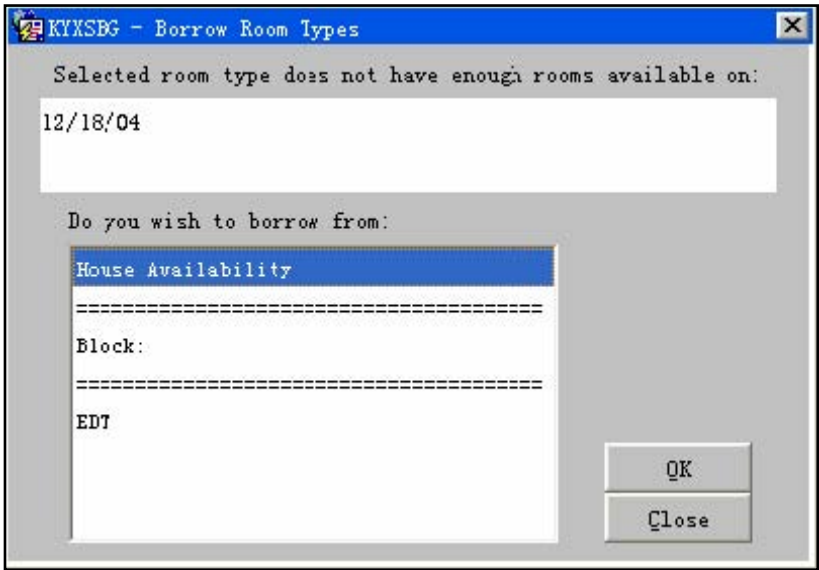 KYXSBG - Borrow Room Types
Selected room type does not have enough rooms available on:
12/18/04
Do you wish to borrow from:
House Availability
========================================
Block:
========================================
EDT
OK
Close